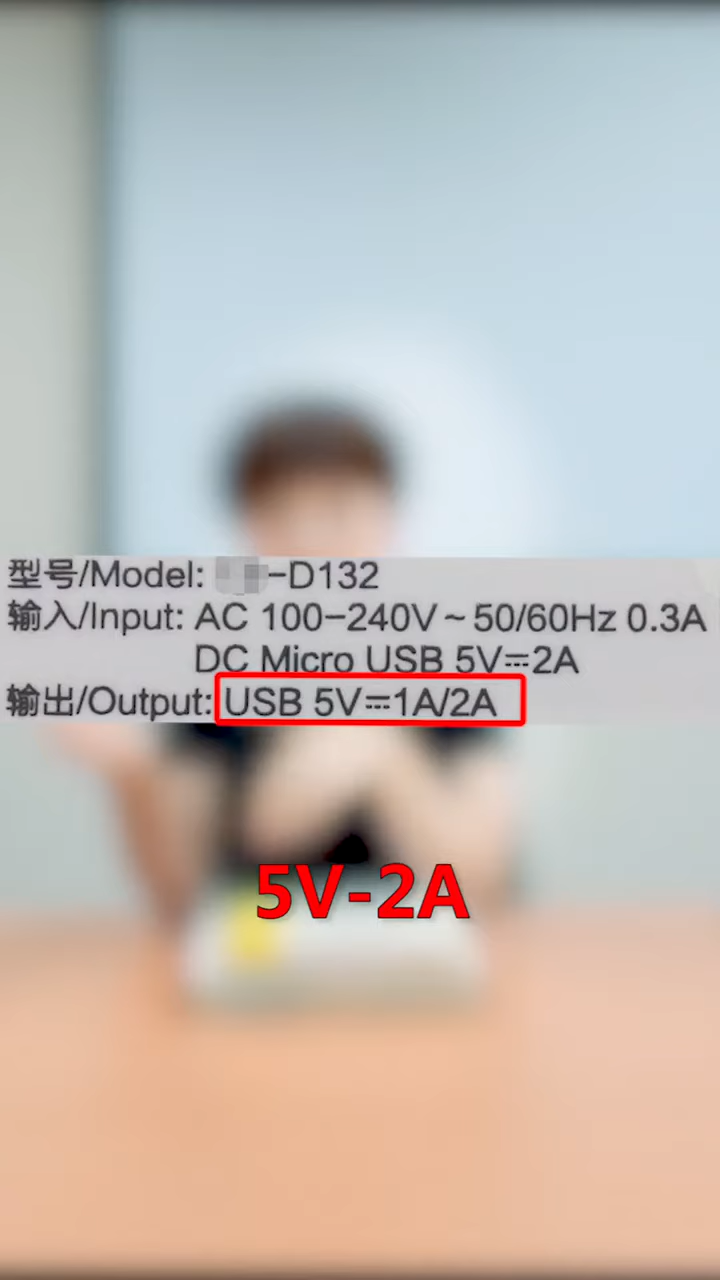 型号/Model: -D132
输入/Input: AC 100-240V ~ 50/60Hz 0.3A
DC Micro USB 5V⎓2A
输出/Output: USB 5V⎓1A/2A
5V-2A